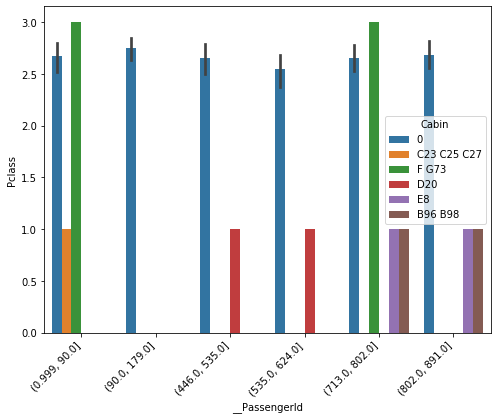 3.0
2.5
2.0
1.5
1.0
0.5
0.0
Pclass
Cabin
0
C23 C25 C27
F G73
D20
E8
B96 B98
(0.999, 90.0]
(90.0, 179.0]
(446.0, 535.0]
(535.0, 624.0]
(713.0, 802.0]
(802.0, 891.0]
__PassengerId